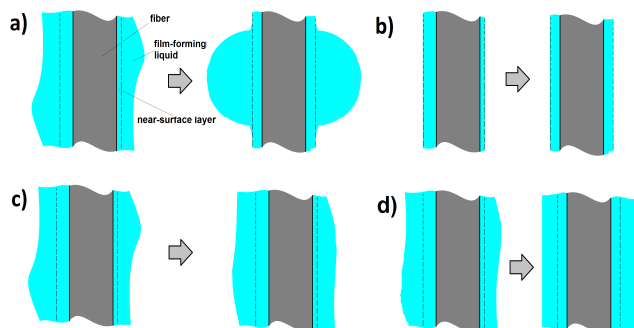 a)
fiber
film-forming
liquid
near-surface layer
b)
c)
d)